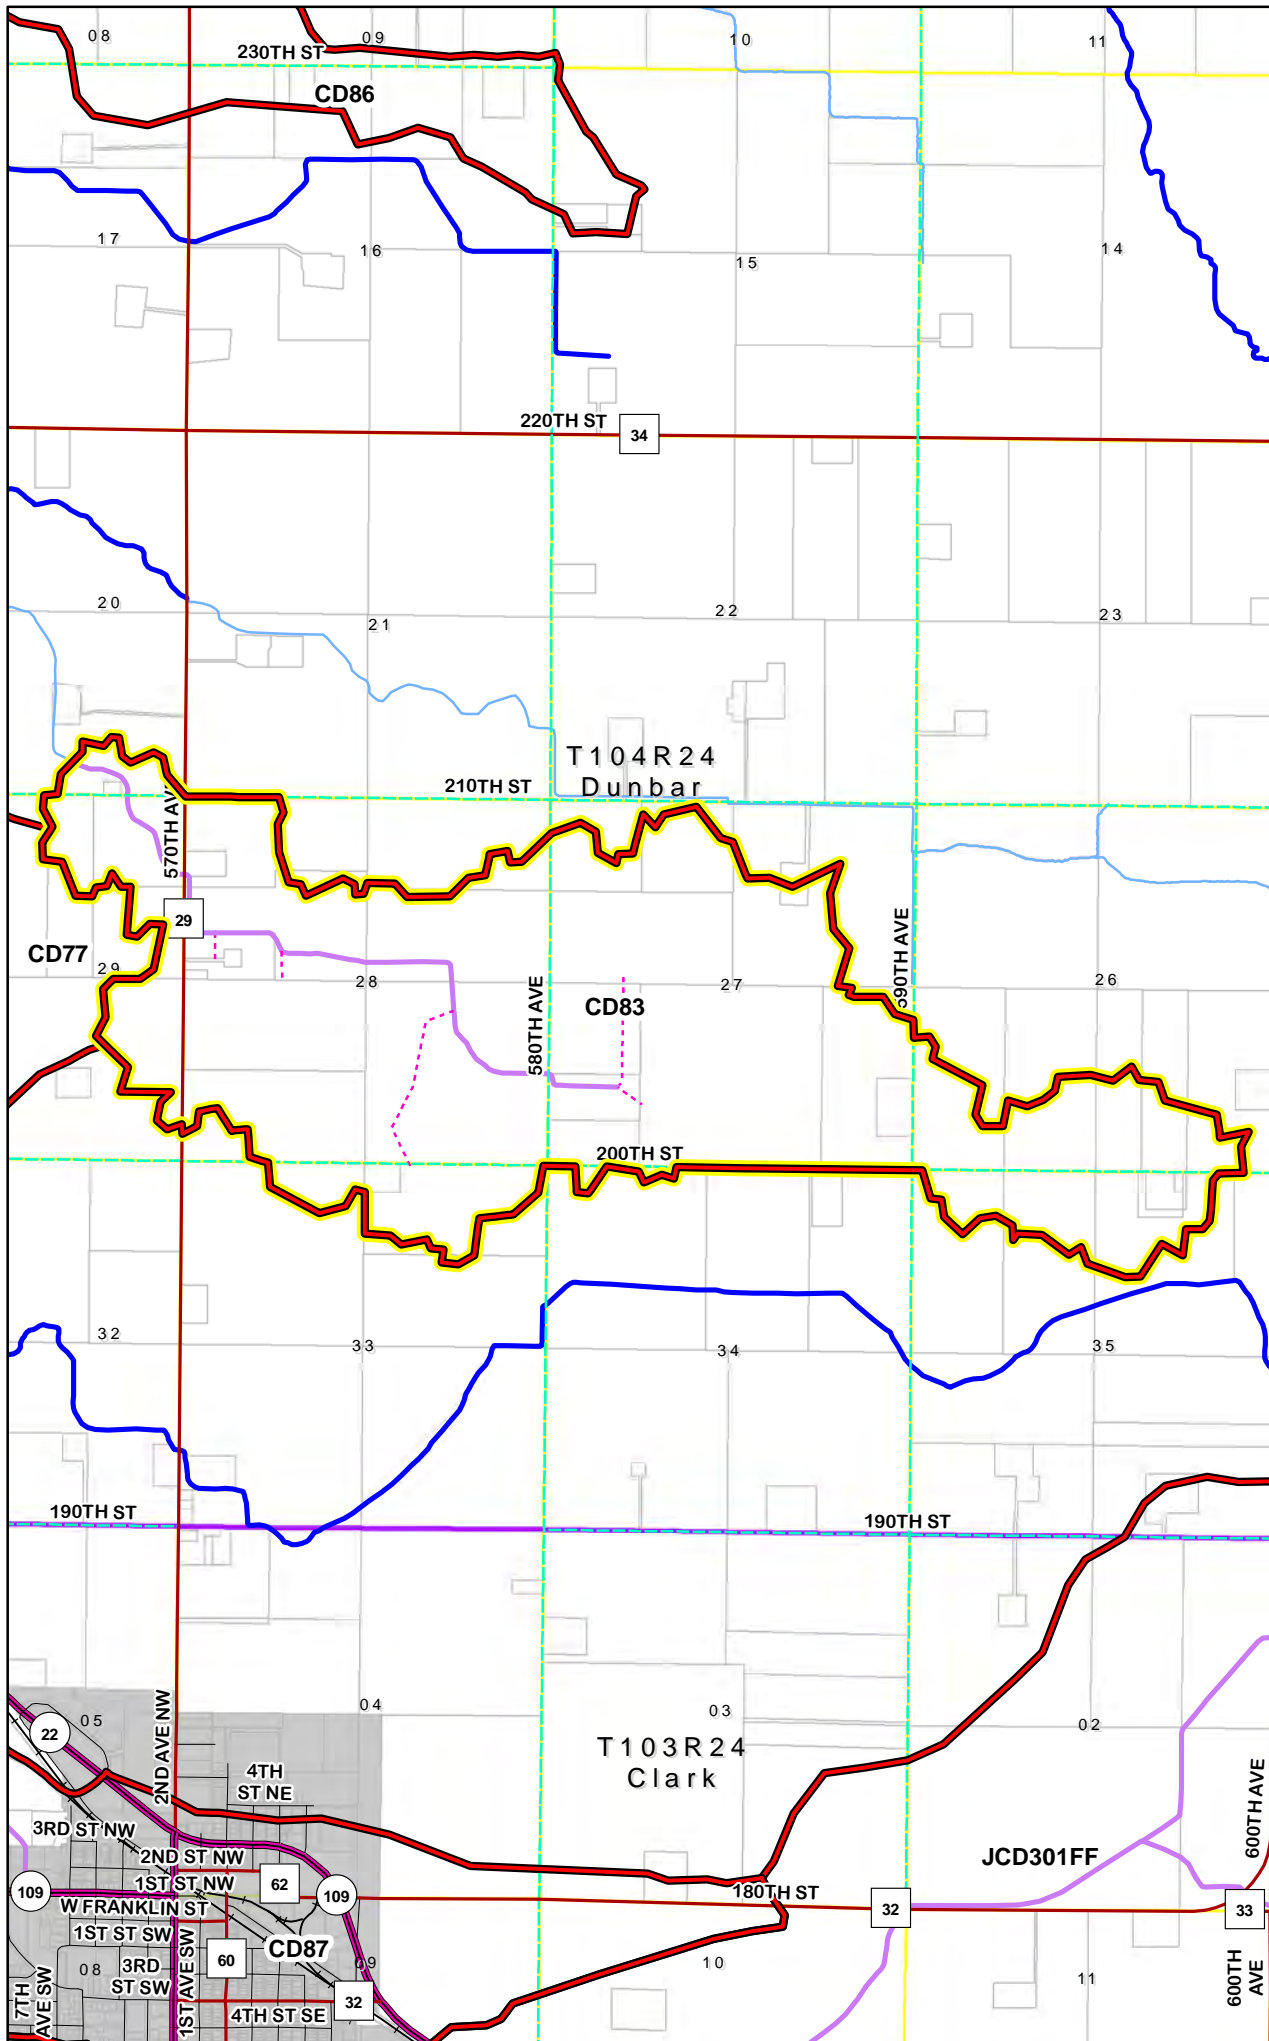 08
09
10
11
230TH ST
CD86
17
16
15
14
220TH ST
34
20
21
22
23
T104R24
Dunbar
210TH ST
570TH AVE
29
CD77
29
28
27
26
590TH AVE
580TH AVE
CD83
200TH ST
32
33
34
35
190TH ST
190TH ST
2ND AVE NW
05
04
03
02
22
T103R24
Clark
4TH
ST NE
3RD ST NW
2ND ST NW
1ST ST NW
62
109
109
W FRANKLIN ST
1ST ST SW
180TH ST
32
JCD301FF
600TH AVE
33
CD87
3RD
ST SW
60
08
09
10
11
32
4TH ST SE
7TH
AVE SW
1ST AVE SW
600TH
AVE